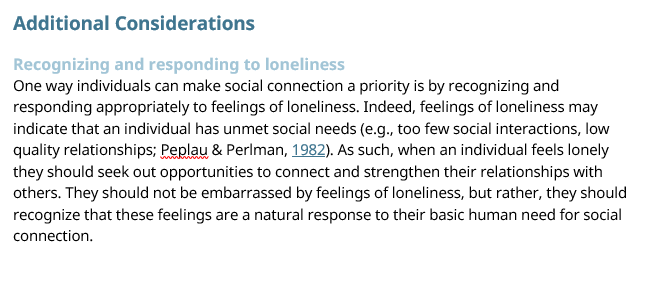 Additional Considerations
Recognizing and responding to loneliness
One way individuals can make social connection a priority is by recognizing and
responding appropriately to feelings of loneliness. Indeed, feelings of loneliness may
indicate that an individual has unmet social needs (e.g., too few social interactions, low
quality relationships; Peplau & Perlman, 1982). As such, when an individual feels lonely
they should seek out opportunities to connect and strengthen their relationships with
others. They should not be embarrassed by feelings of loneliness, but rather, they should
recognize that these feelings are a natural response to their basic human need for social
connection.